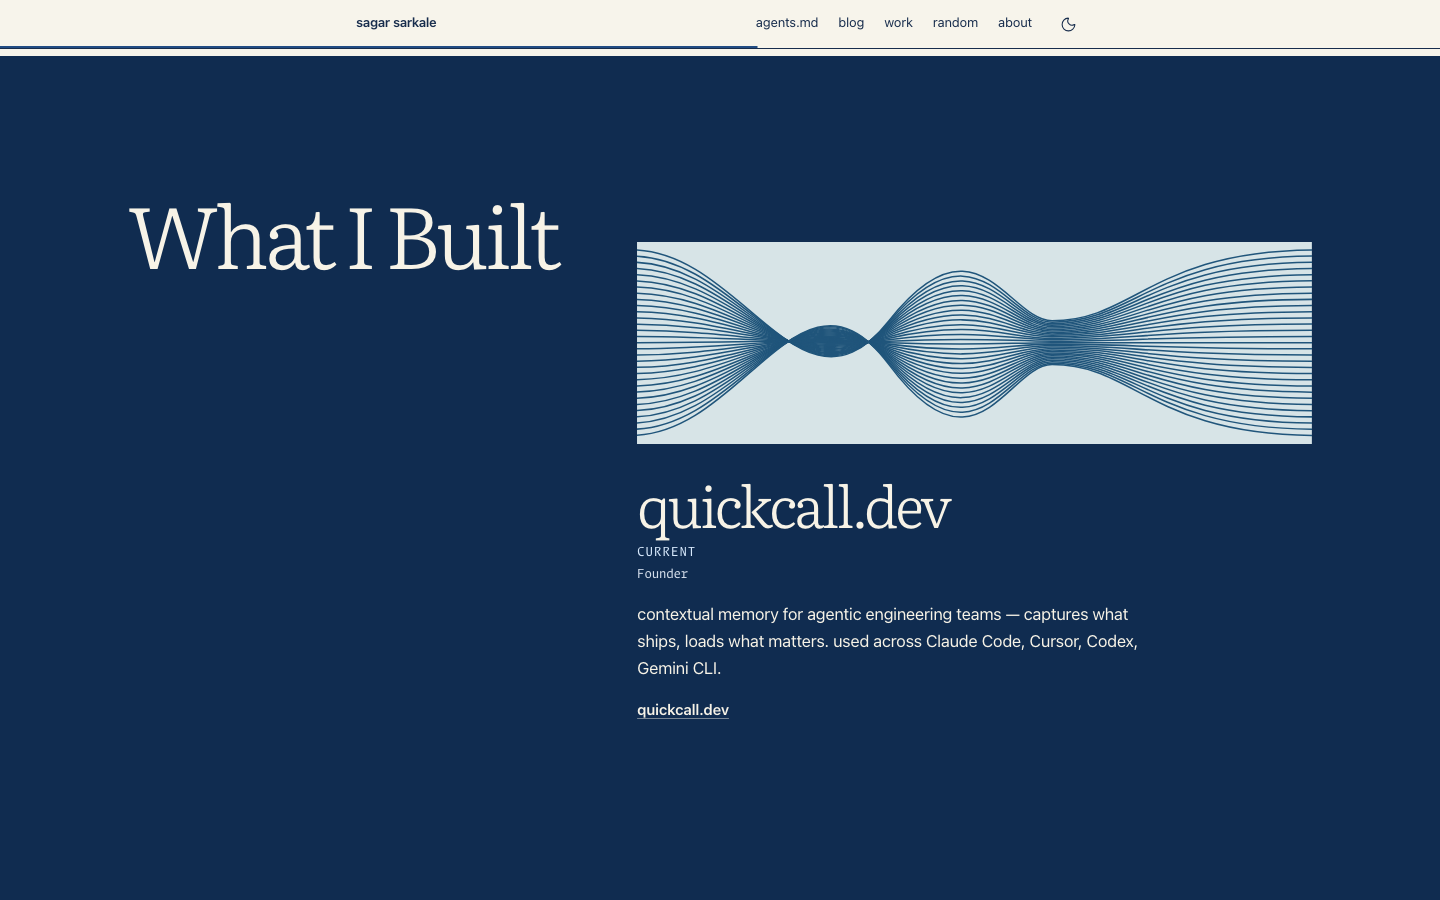 sagar sarkale
agents.md blog work random about
What I Built
quickcall.dev
CURRENT
Founder
contextual memory for agentic engineering teams — captures what
ships, loads what matters. used across Claude Code, Cursor, Codex,
Gemini CLI.
quickcall.dev